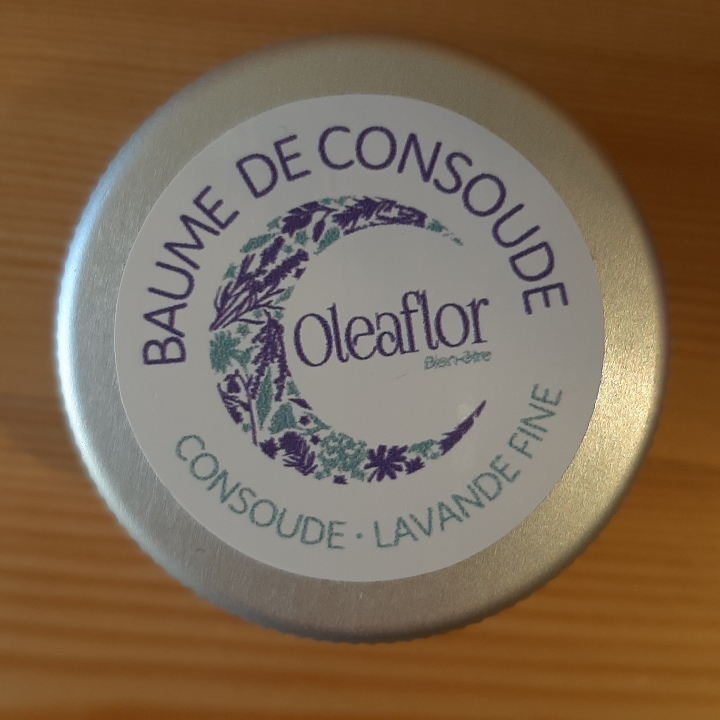 BAUME DE CONSOUDE
Oleaflor
Bien-être
CONSOUDE · LAVANDE FINE